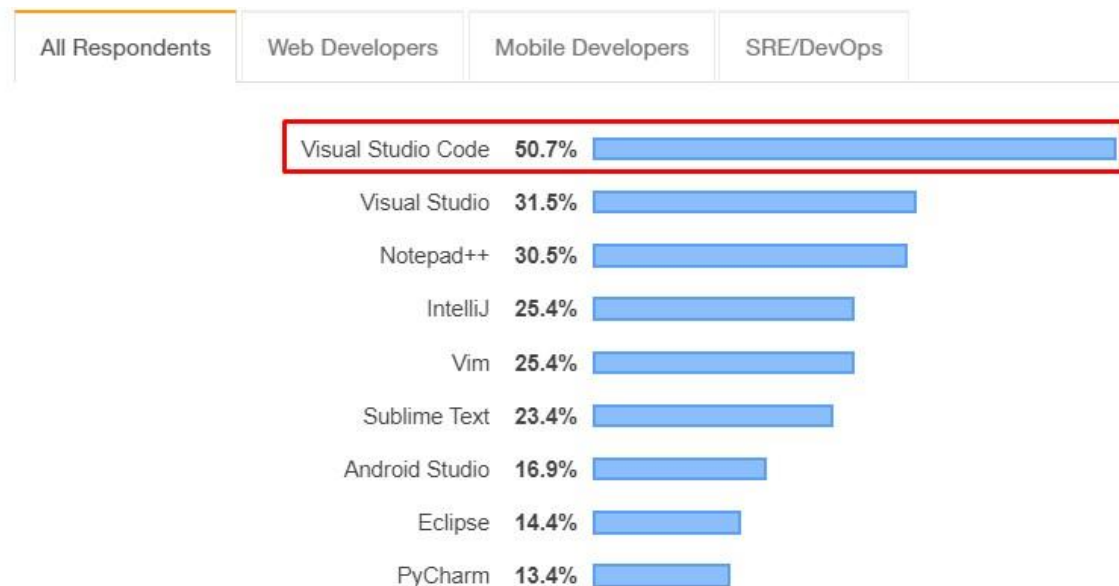 All Respondents Web Developers Mobile Developers SRE/DevOps
Visual Studio Code 50.7%
Visual Studio 31.5%
Notepad++ 30.5%
IntelliJ 25.4%
Vim 25.4%
Sublime Text 23.4%
Android Studio 16.9%
Eclipse 14.4%
PyCharm 13.4%